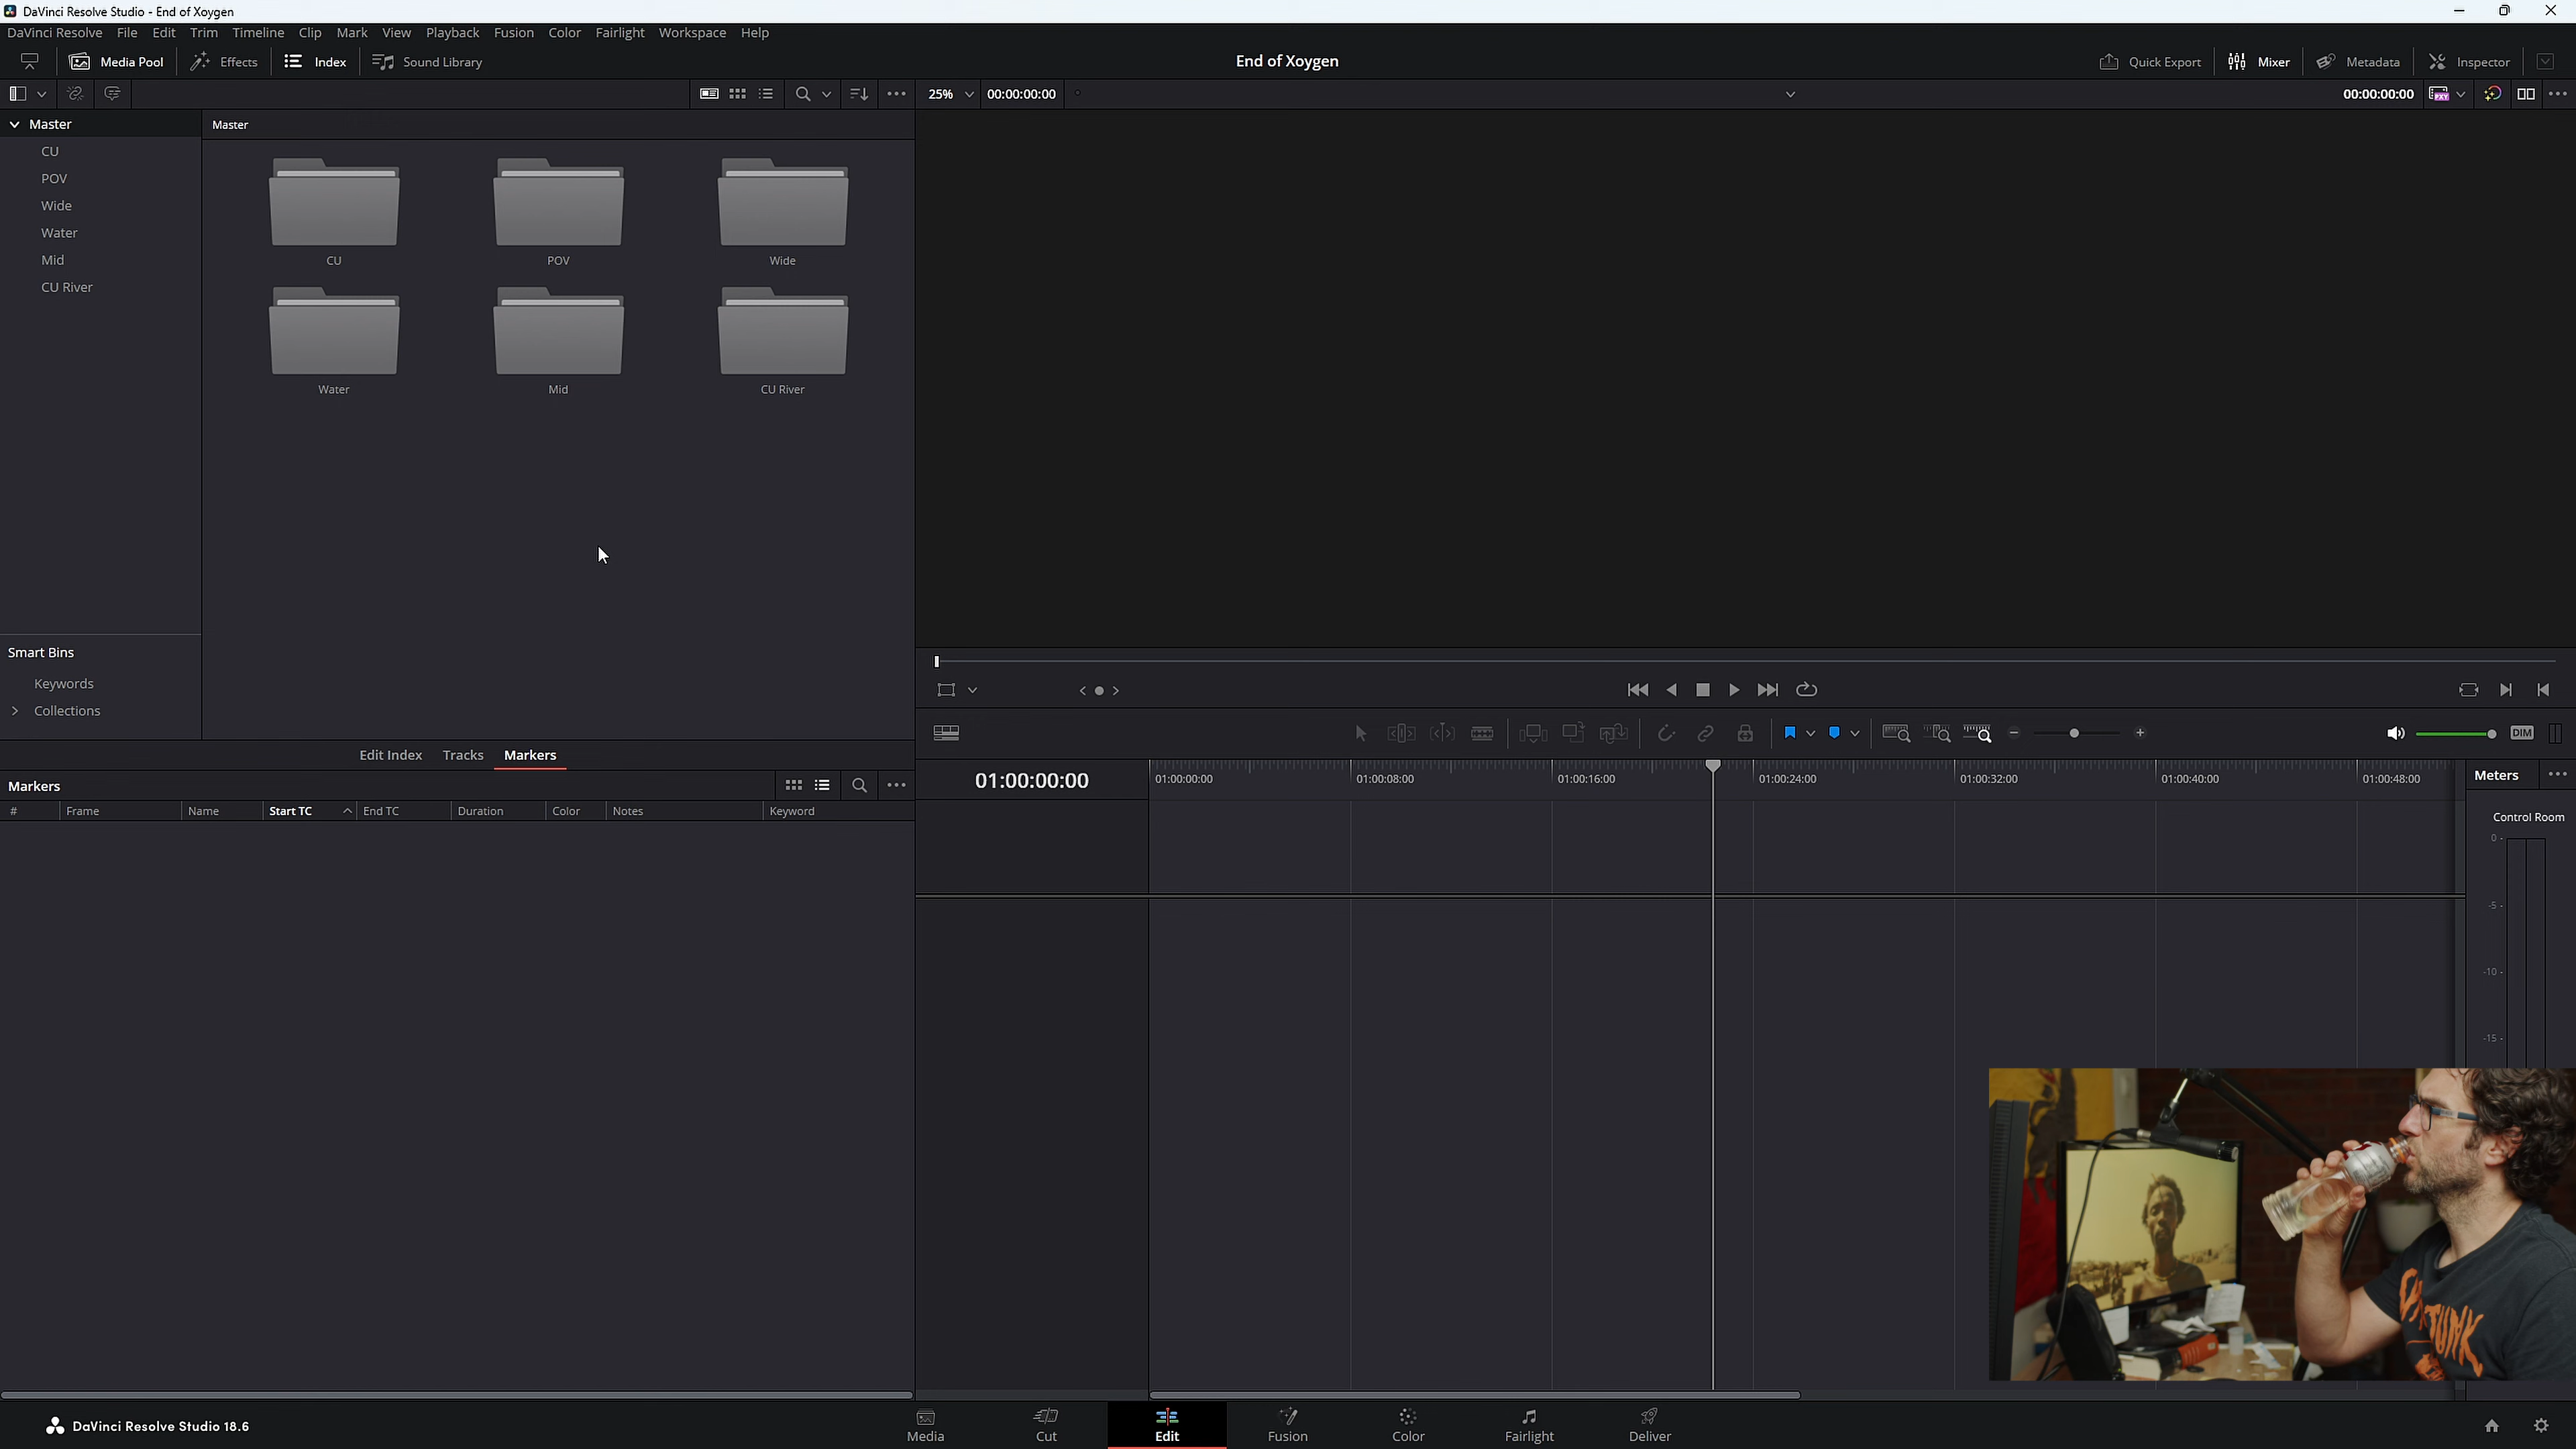 DaVinci Resolve Studio - End of Xoygen
DaVinci Resolve File Edit Trim Timeline Clip Mark View Playback Fusion Color Fairlight Workspace Help
Media Pool Effects Index Sound Library End of Xoygen Quick Export Mixer Metadata Inspector
25% 00:00:00:00 00:00:00:00 PXY
Master
CU
POV
Wide
Water
Mid
CU River
Master
CU POV Wide
Water Mid CU River
Smart Bins
Keywords
Collections
DIM
Edit Index Tracks Markers
Markers
# Frame Name Start TC End TC Duration Color Notes Keyword
01:00:00:00
01:00:00:00 01:00:08:00 01:00:16:00 01:00:24:00 01:00:32:00 01:00:40:00 01:00:48:00
Meters
Control Room
0
-5
-10
-15
DaVinci Resolve Studio 18.6
Media Cut Edit Fusion Color Fairlight Deliver